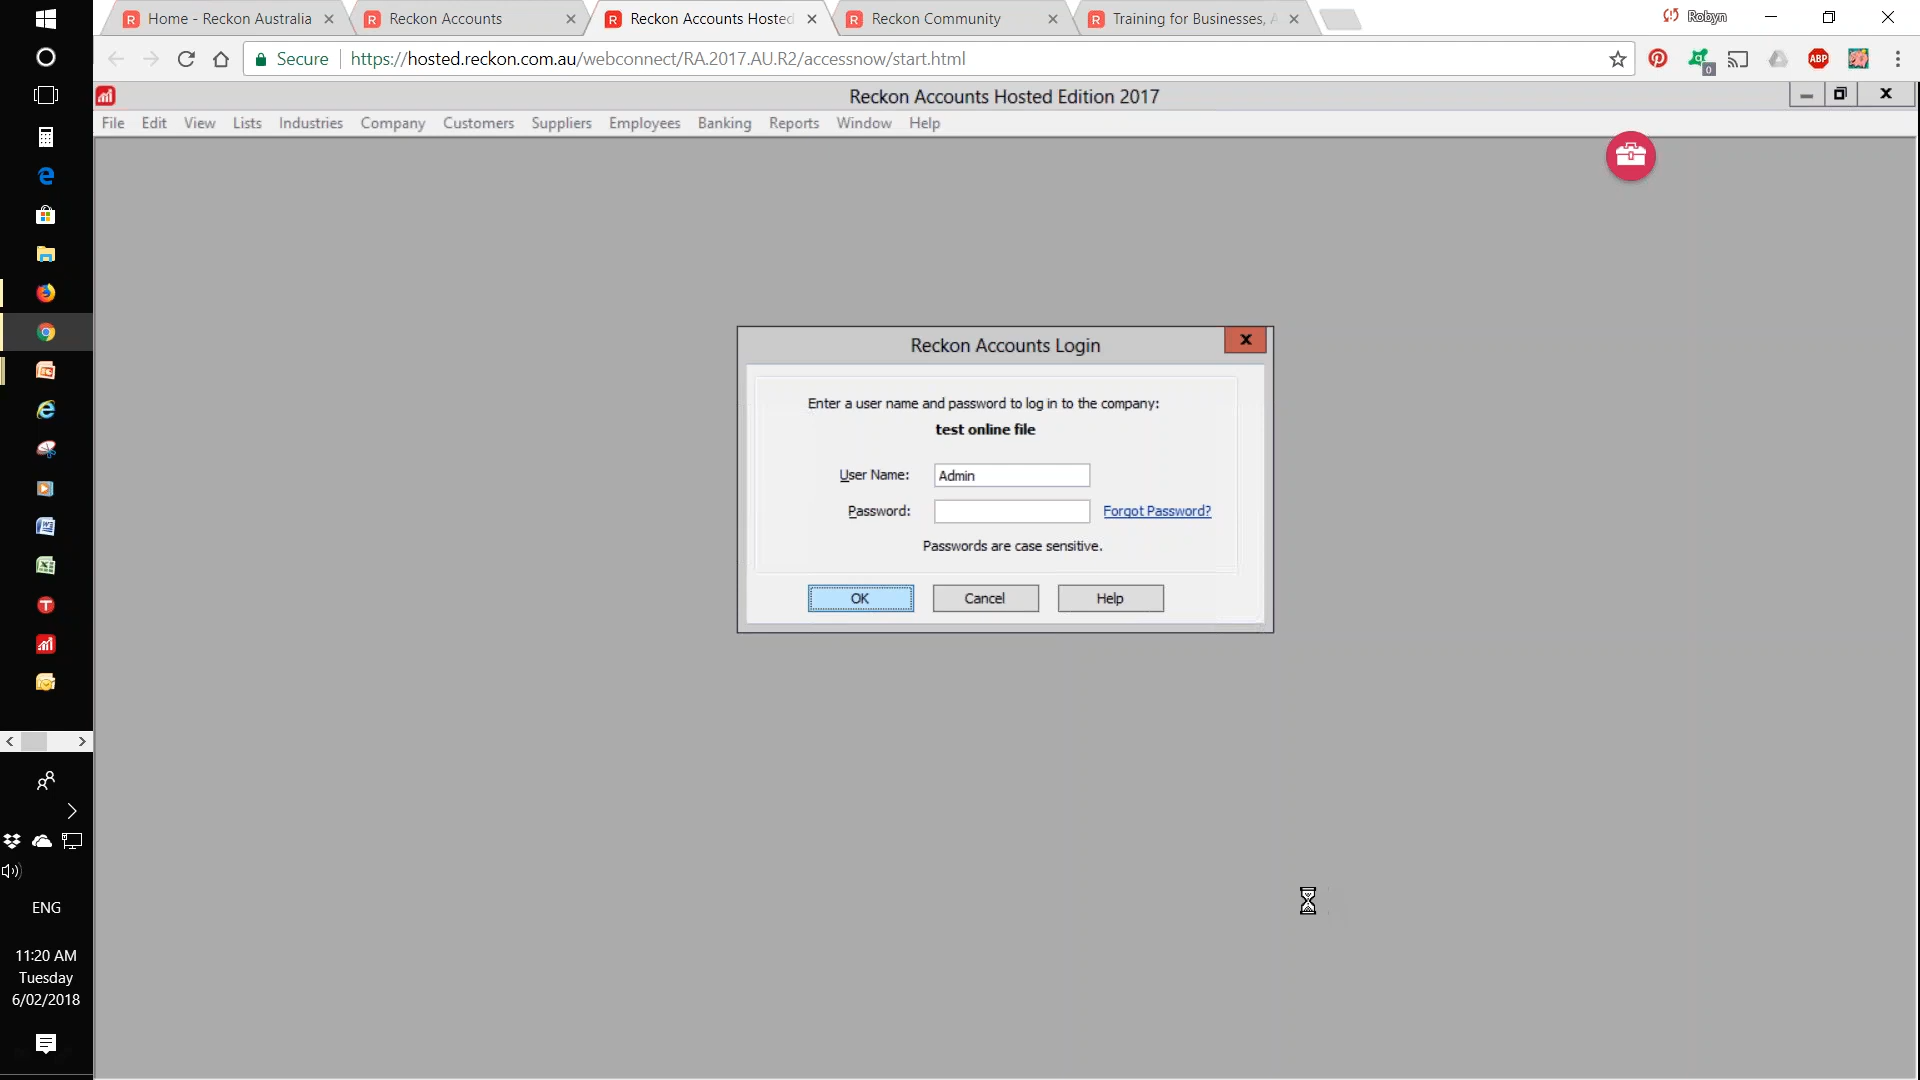 Home - Reckon Australia
Reckon Accounts
Reckon Accounts Hosted
Reckon Community
Training for Businesses, A
Robyn
Secure
https://hosted.reckon.com.au/webconnect/RA.2017.AU.R2/accessnow/start.html
0
ABP
Reckon Accounts Hosted Edition 2017
File Edit View Lists Industries Company Customers Suppliers Employees Banking Reports Window Help
Reckon Accounts Login
Enter a user name and password to log in to the company:
test online file
User Name: Admin
Password: Forgot Password?
Passwords are case sensitive.
OK Cancel Help
ENG
11:20 AM
Tuesday
6/02/2018